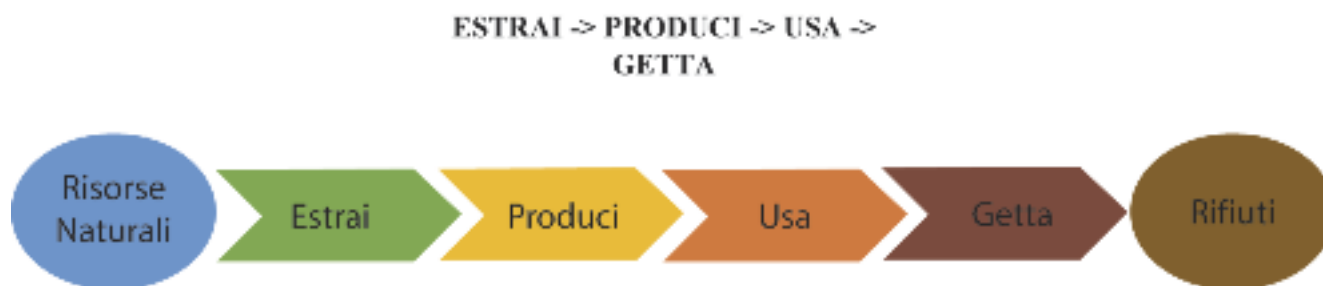 ESTRAI -> PRODUCI -> USA ->
GETTA
Risorse
Naturali
Estrai
Produci
Usa
Getta
Rifiuti